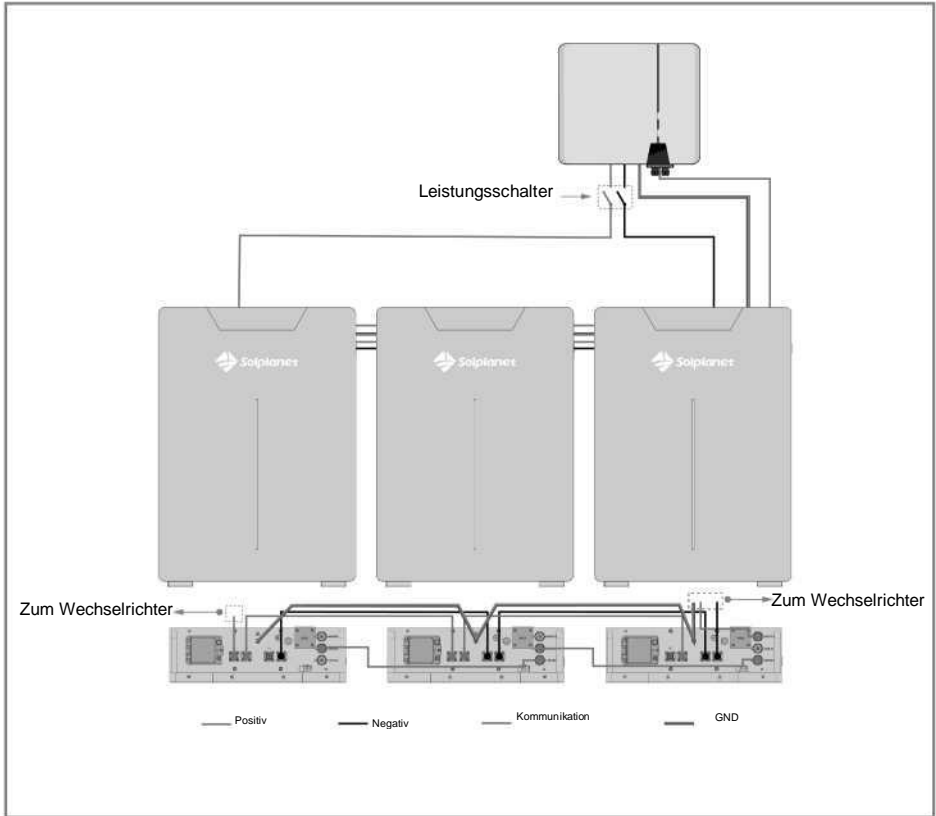 Leistungsschalter
Solplanet
Solplanet
Solplanet
Zum Wechselrichter
Zum Wechselrichter
Positiv
Negativ
Kommunikation
GND